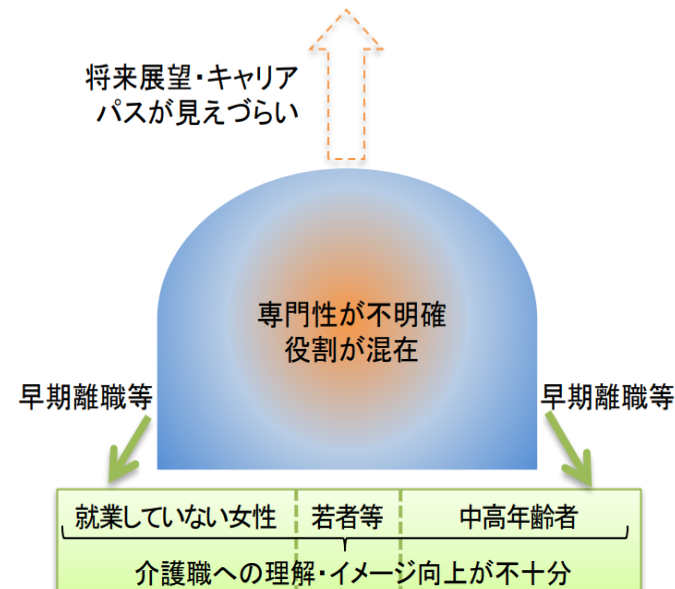 将来展望・キャリア
パスが見えづらい
専門性が不明確
役割が混在
早期離職等
早期離職等
就業していない女性
若者等
中高年齢者
介護職への理解・イメージ向上が不十分